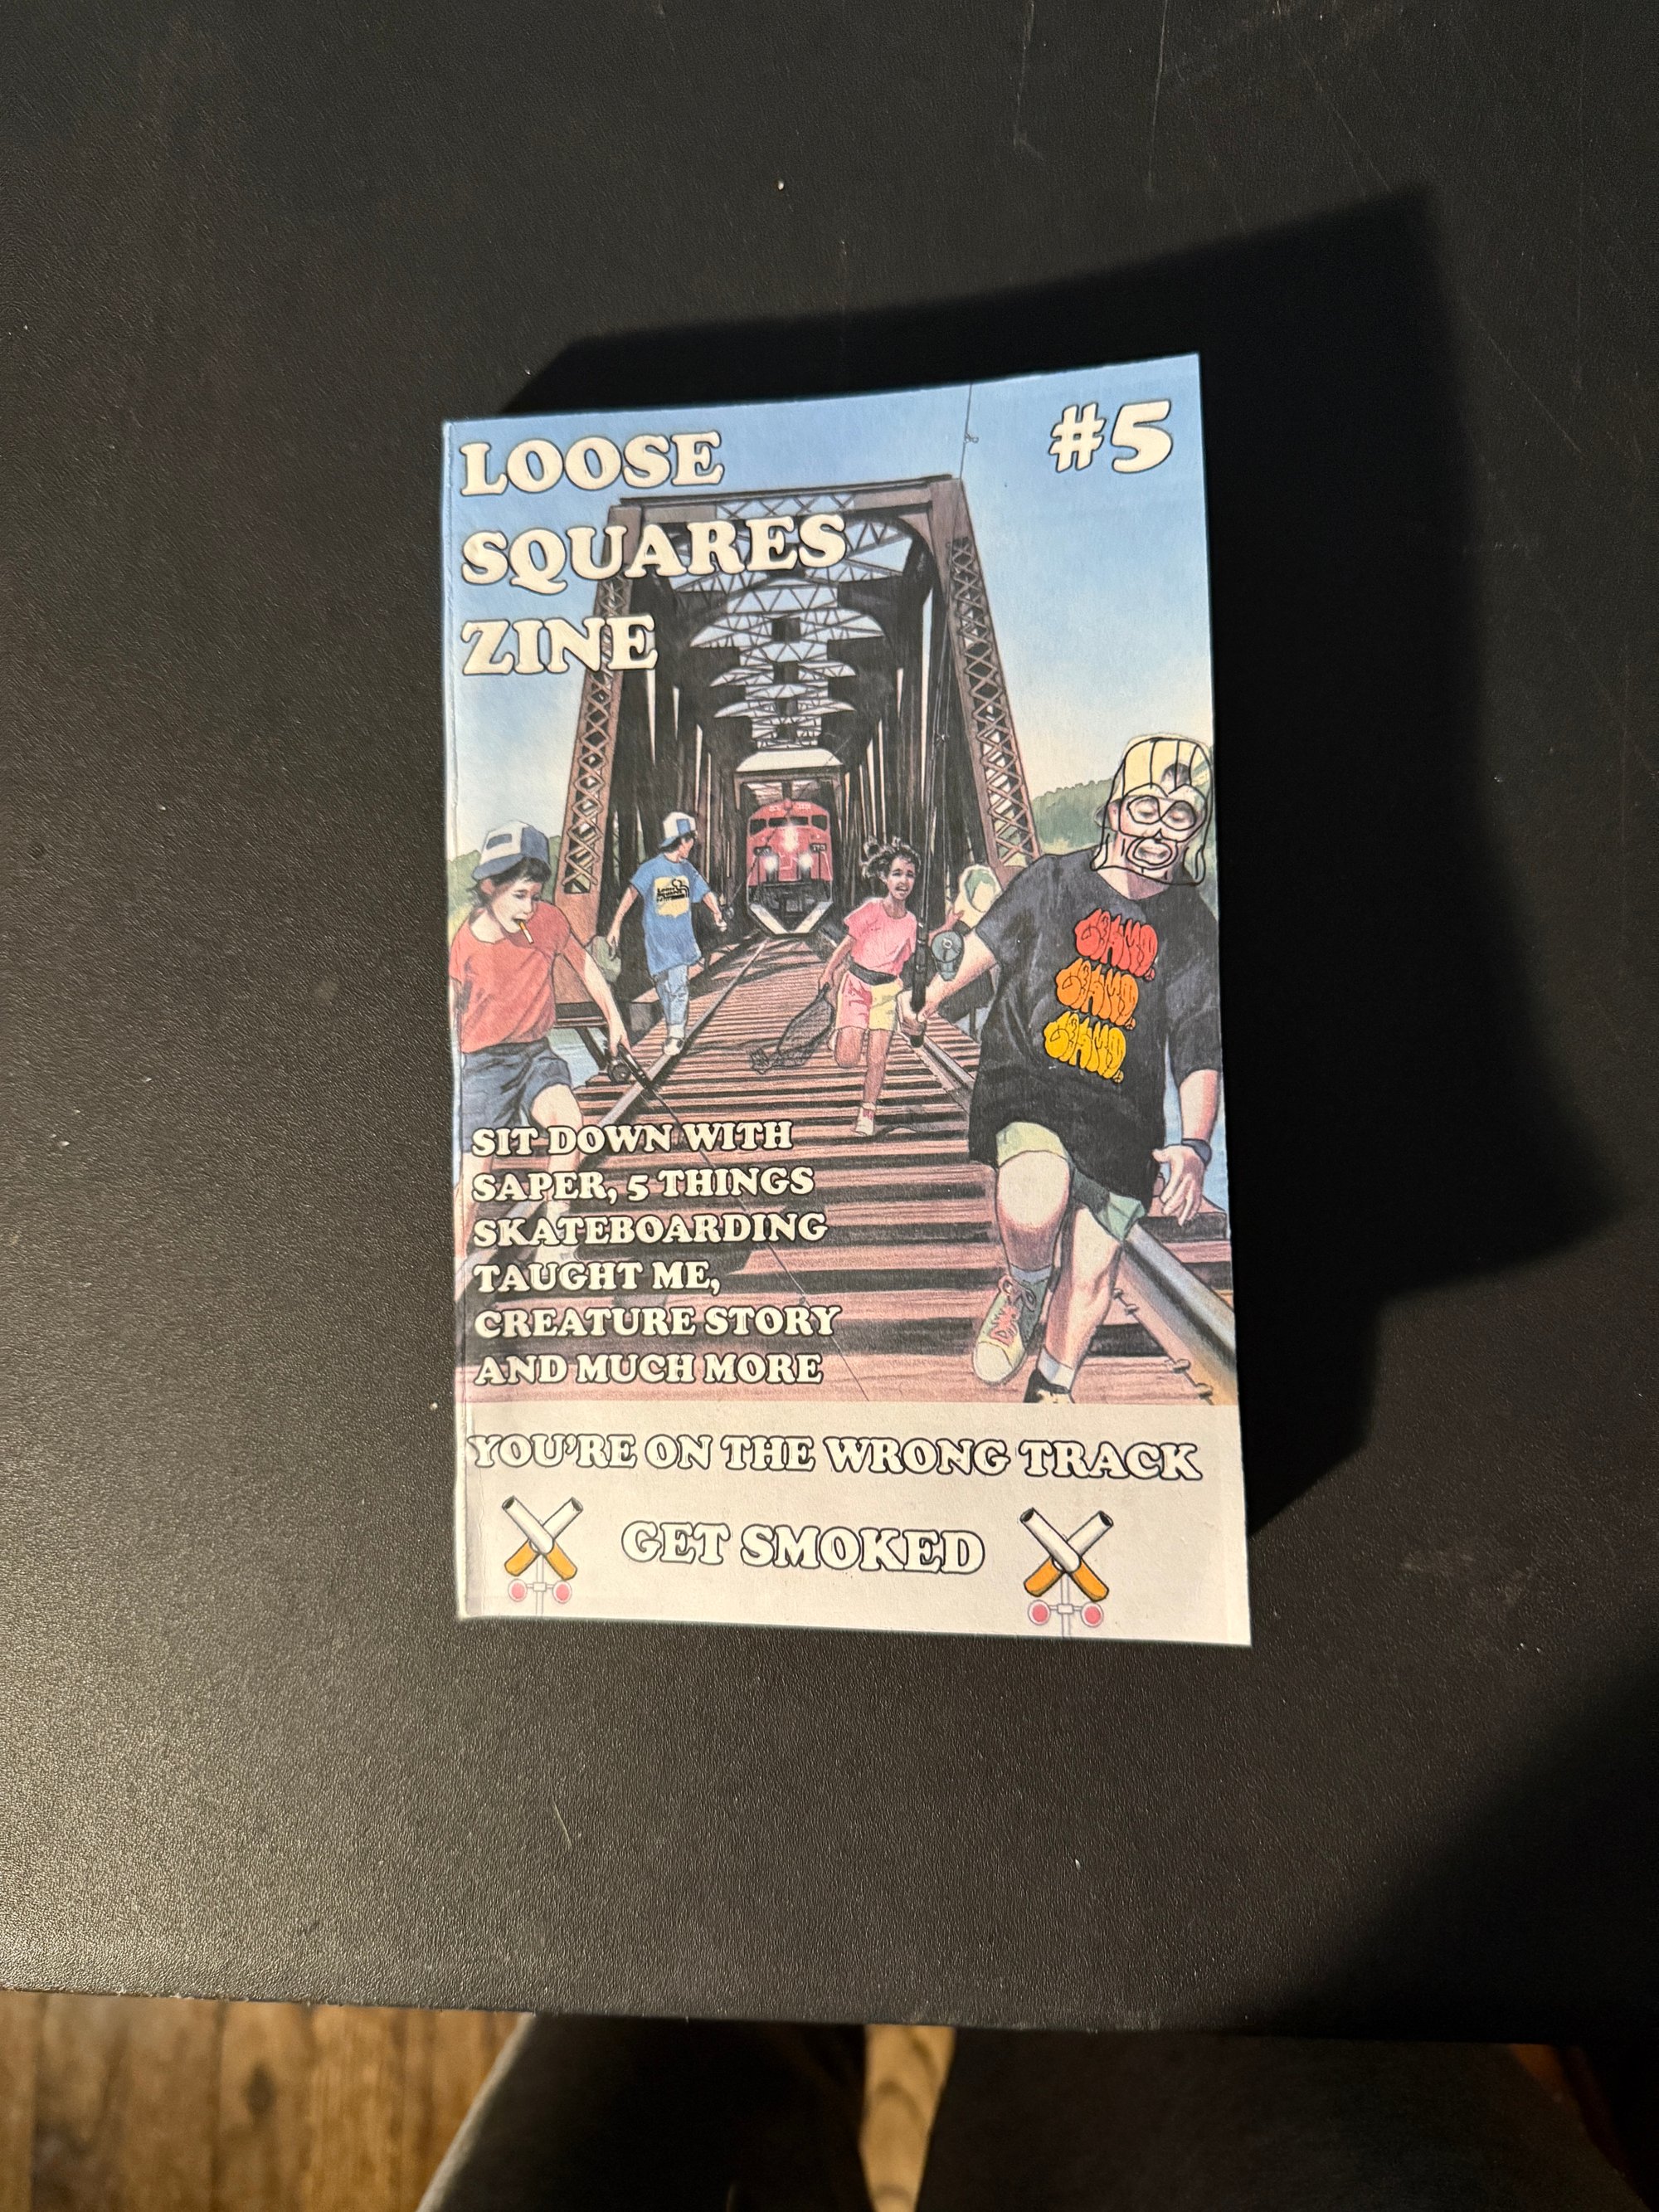 LOOSE
SQUARES
ZINE
#5
SIT DOWN WITH
SAPER, 5 THINGS
SKATEBOARDING
TAUGHT ME,
CREATURE STORY
AND MUCH MORE
YOU'RE ON THE WRONG TRACK
GET SMOKED